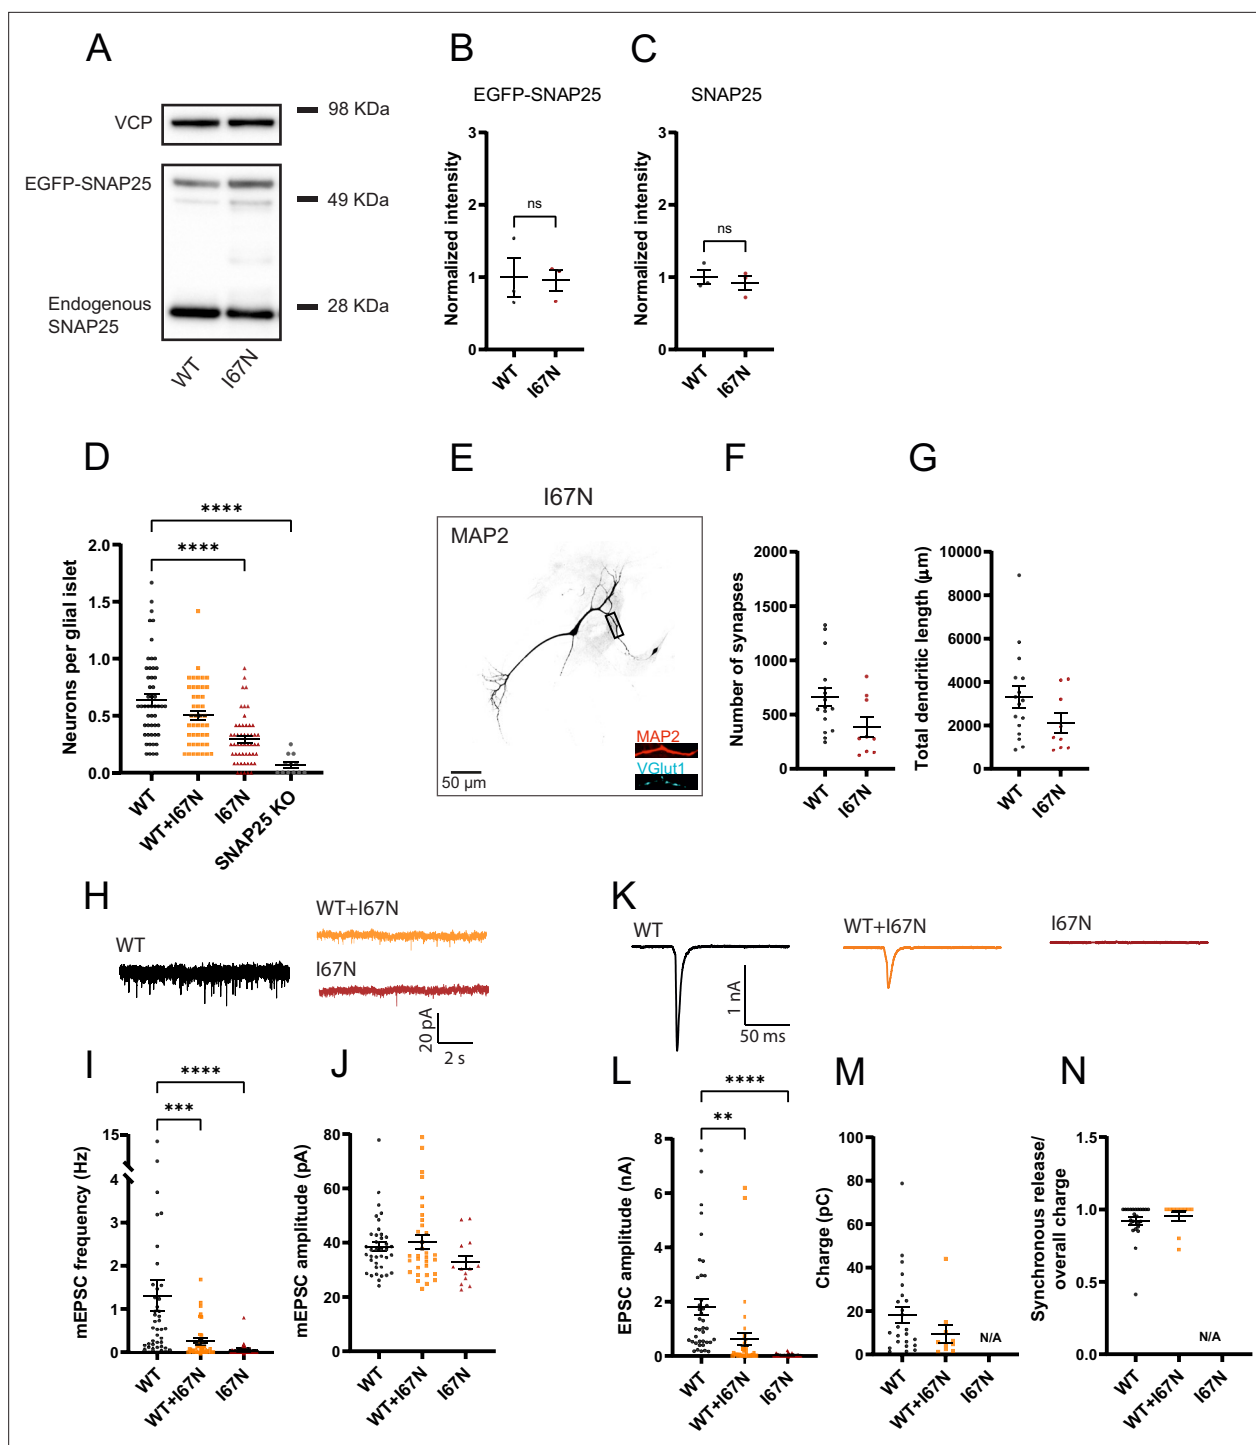 A
VCP
98 KDa
EGFP-SNAP25
49 KDa
Endogenous
SNAP25
28 KDa
WT
I67N
B
EGFP-SNAP25
Normalized intensity
3
2
1
0
ns
WT
I67N
C
SNAP25
Normalized intensity
3
2
1
0
ns
WT
I67N
D
Neurons per glial islet
2.0
1.5
1.0
0.5
0.0
****
****
WT
WT+I67N
I67N
SNAP25 KO
E
I67N
MAP2
MAP2
VGlut1
50 µm
F
Number of synapses
2000
1500
1000
500
0
WT
I67N
G
Total dendritic length (µm)
10000
8000
6000
4000
2000
0
WT
I67N
H
WT
WT+I67N
I67N
20 pA
2 s
I
mEPSC frequency (Hz)
15
4
3
2
1
0
****
***
WT
WT+I67N
I67N
J
mEPSC amplitude (pA)
80
60
40
20
0
WT
WT+I67N
I67N
K
WT
WT+I67N
I67N
1 nA
50 ms
L
EPSC amplitude (nA)
8
6
4
2
0
****
**
WT
WT+I67N
I67N
M
Charge (pC)
100
80
60
40
20
0
N/A
WT
WT+I67N
I67N
N
Synchronous release/
overall charge
1.5
1.0
0.5
0.0
N/A
WT
WT+I67N
I67N